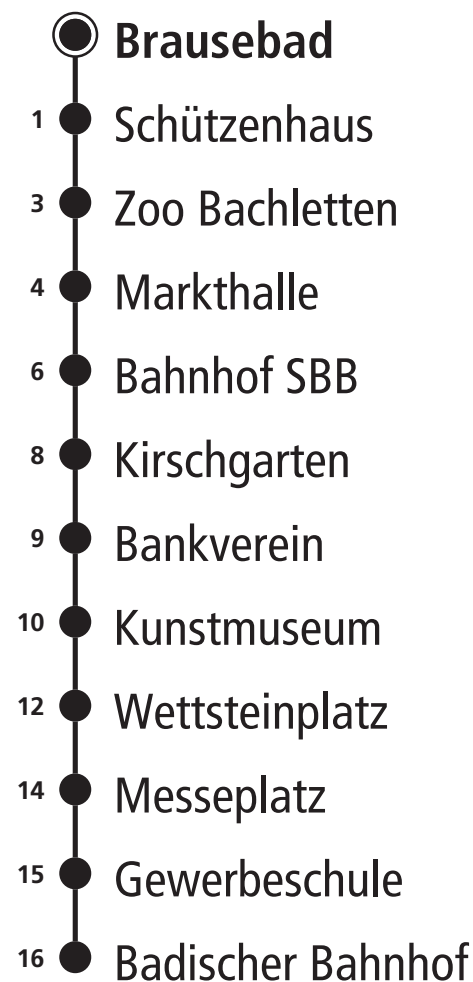 Brausebad
1 Schützenhaus
3 Zoo Bachletten
4 Markthalle
6 Bahnhof SBB
8 Kirschgarten
9 Bankverein
10 Kunstmuseum
12 Wettsteinplatz
14 Messeplatz
15 Gewerbeschule
16 Badischer Bahnhof